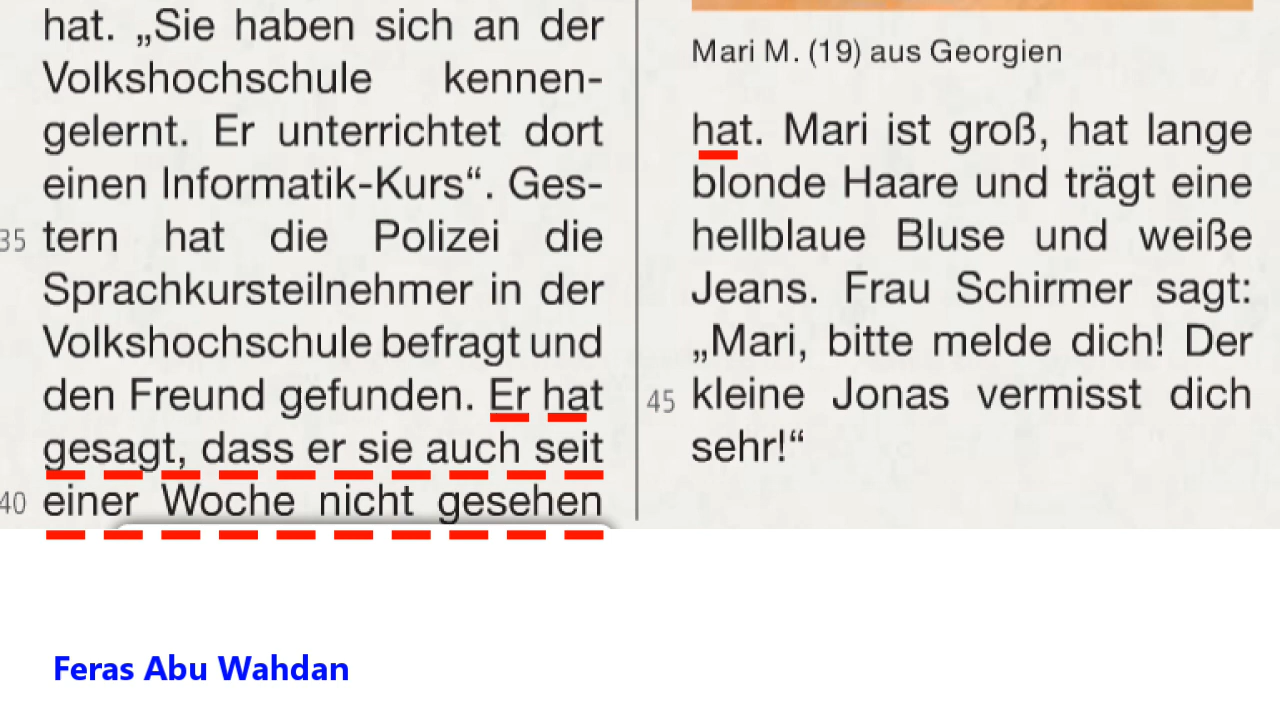 hat. „Sie haben sich an der
Volkshochschule kennen-
gelernt. Er unterrichtet dort
einen Informatik-Kurs“. Ges-
35 tern hat die Polizei die
Sprachkursteilnehmer in der
Volkshochschule befragt und
den Freund gefunden. Er hat
gesagt, dass er sie auch seit
40 einer Woche nicht gesehen
Mari M. (19) aus Georgien
hat. Mari ist groß, hat lange
blonde Haare und trägt eine
hellblaue Bluse und weiße
Jeans. Frau Schirmer sagt:
„Mari, bitte melde dich! Der
45 kleine Jonas vermisst dich
sehr!“
Feras Abu Wahdan